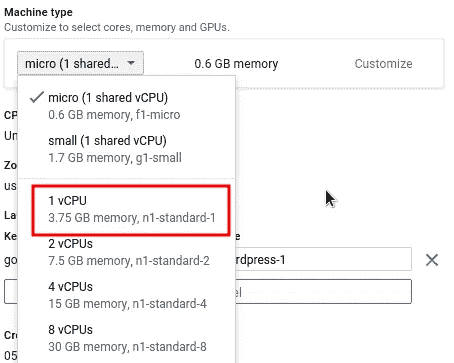 Machine type
Customize to select cores, memory and GPUs.
micro (1 shared...
0.6 GB memory
Customize
micro (1 shared vCPU)
0.6 GB memory, f1-micro
small (1 shared vCPU)
1.7 GB memory, g1-small
1 vCPU
3.75 GB memory, n1-standard-1
2 vCPUs
7.5 GB memory, n1-standard-2
4 vCPUs
15 GB memory, n1-standard-4
8 vCPUs
30 GB memory, n1-standard-8
CP
Un
Zo
us
La
Ke
e
go
rdpress-1
el
Cre
05